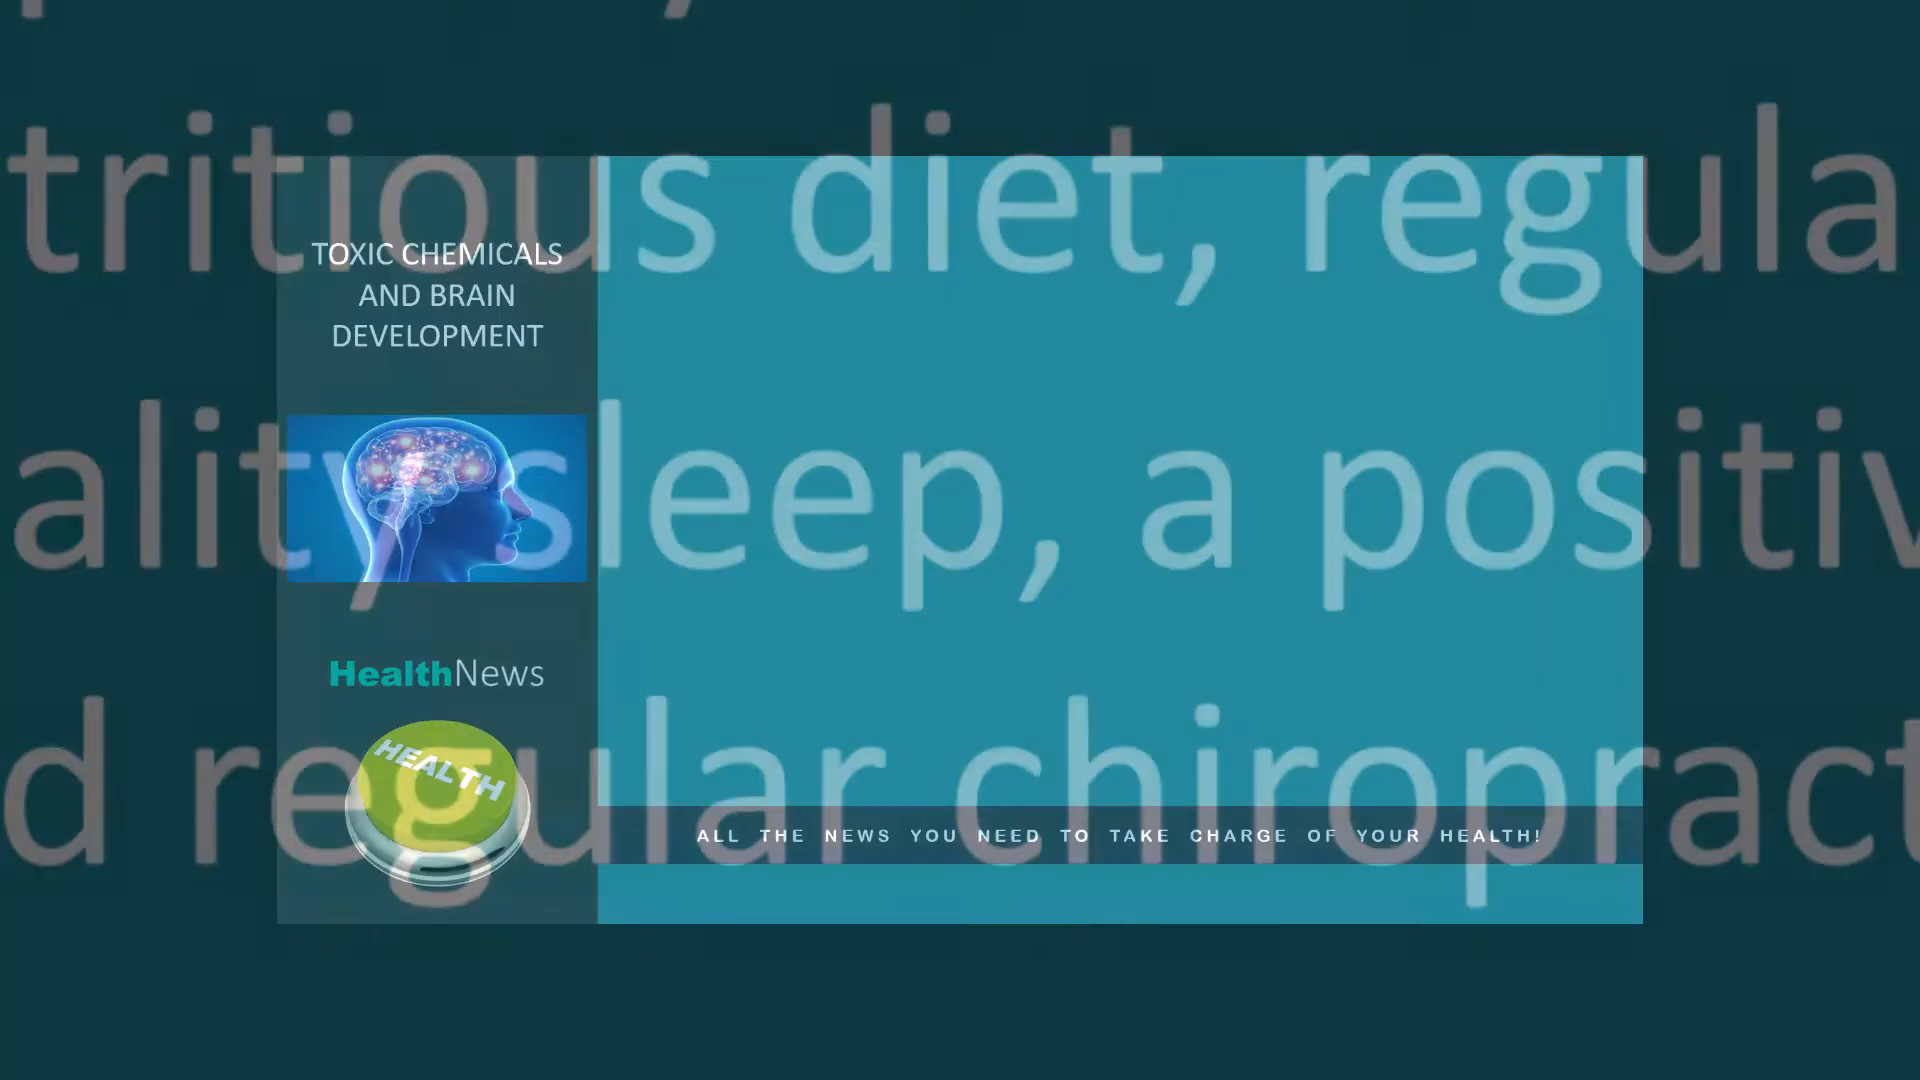 tritious diet, regula
TOXIC CHEMICALS
AND BRAIN
DEVELOPMENT
ality sleep, a positiv
HealthNews
HEALTH
d regular chiropract
ALL THE NEWS YOU NEED TO TAKE CHARGE OF YOUR HEALTH!